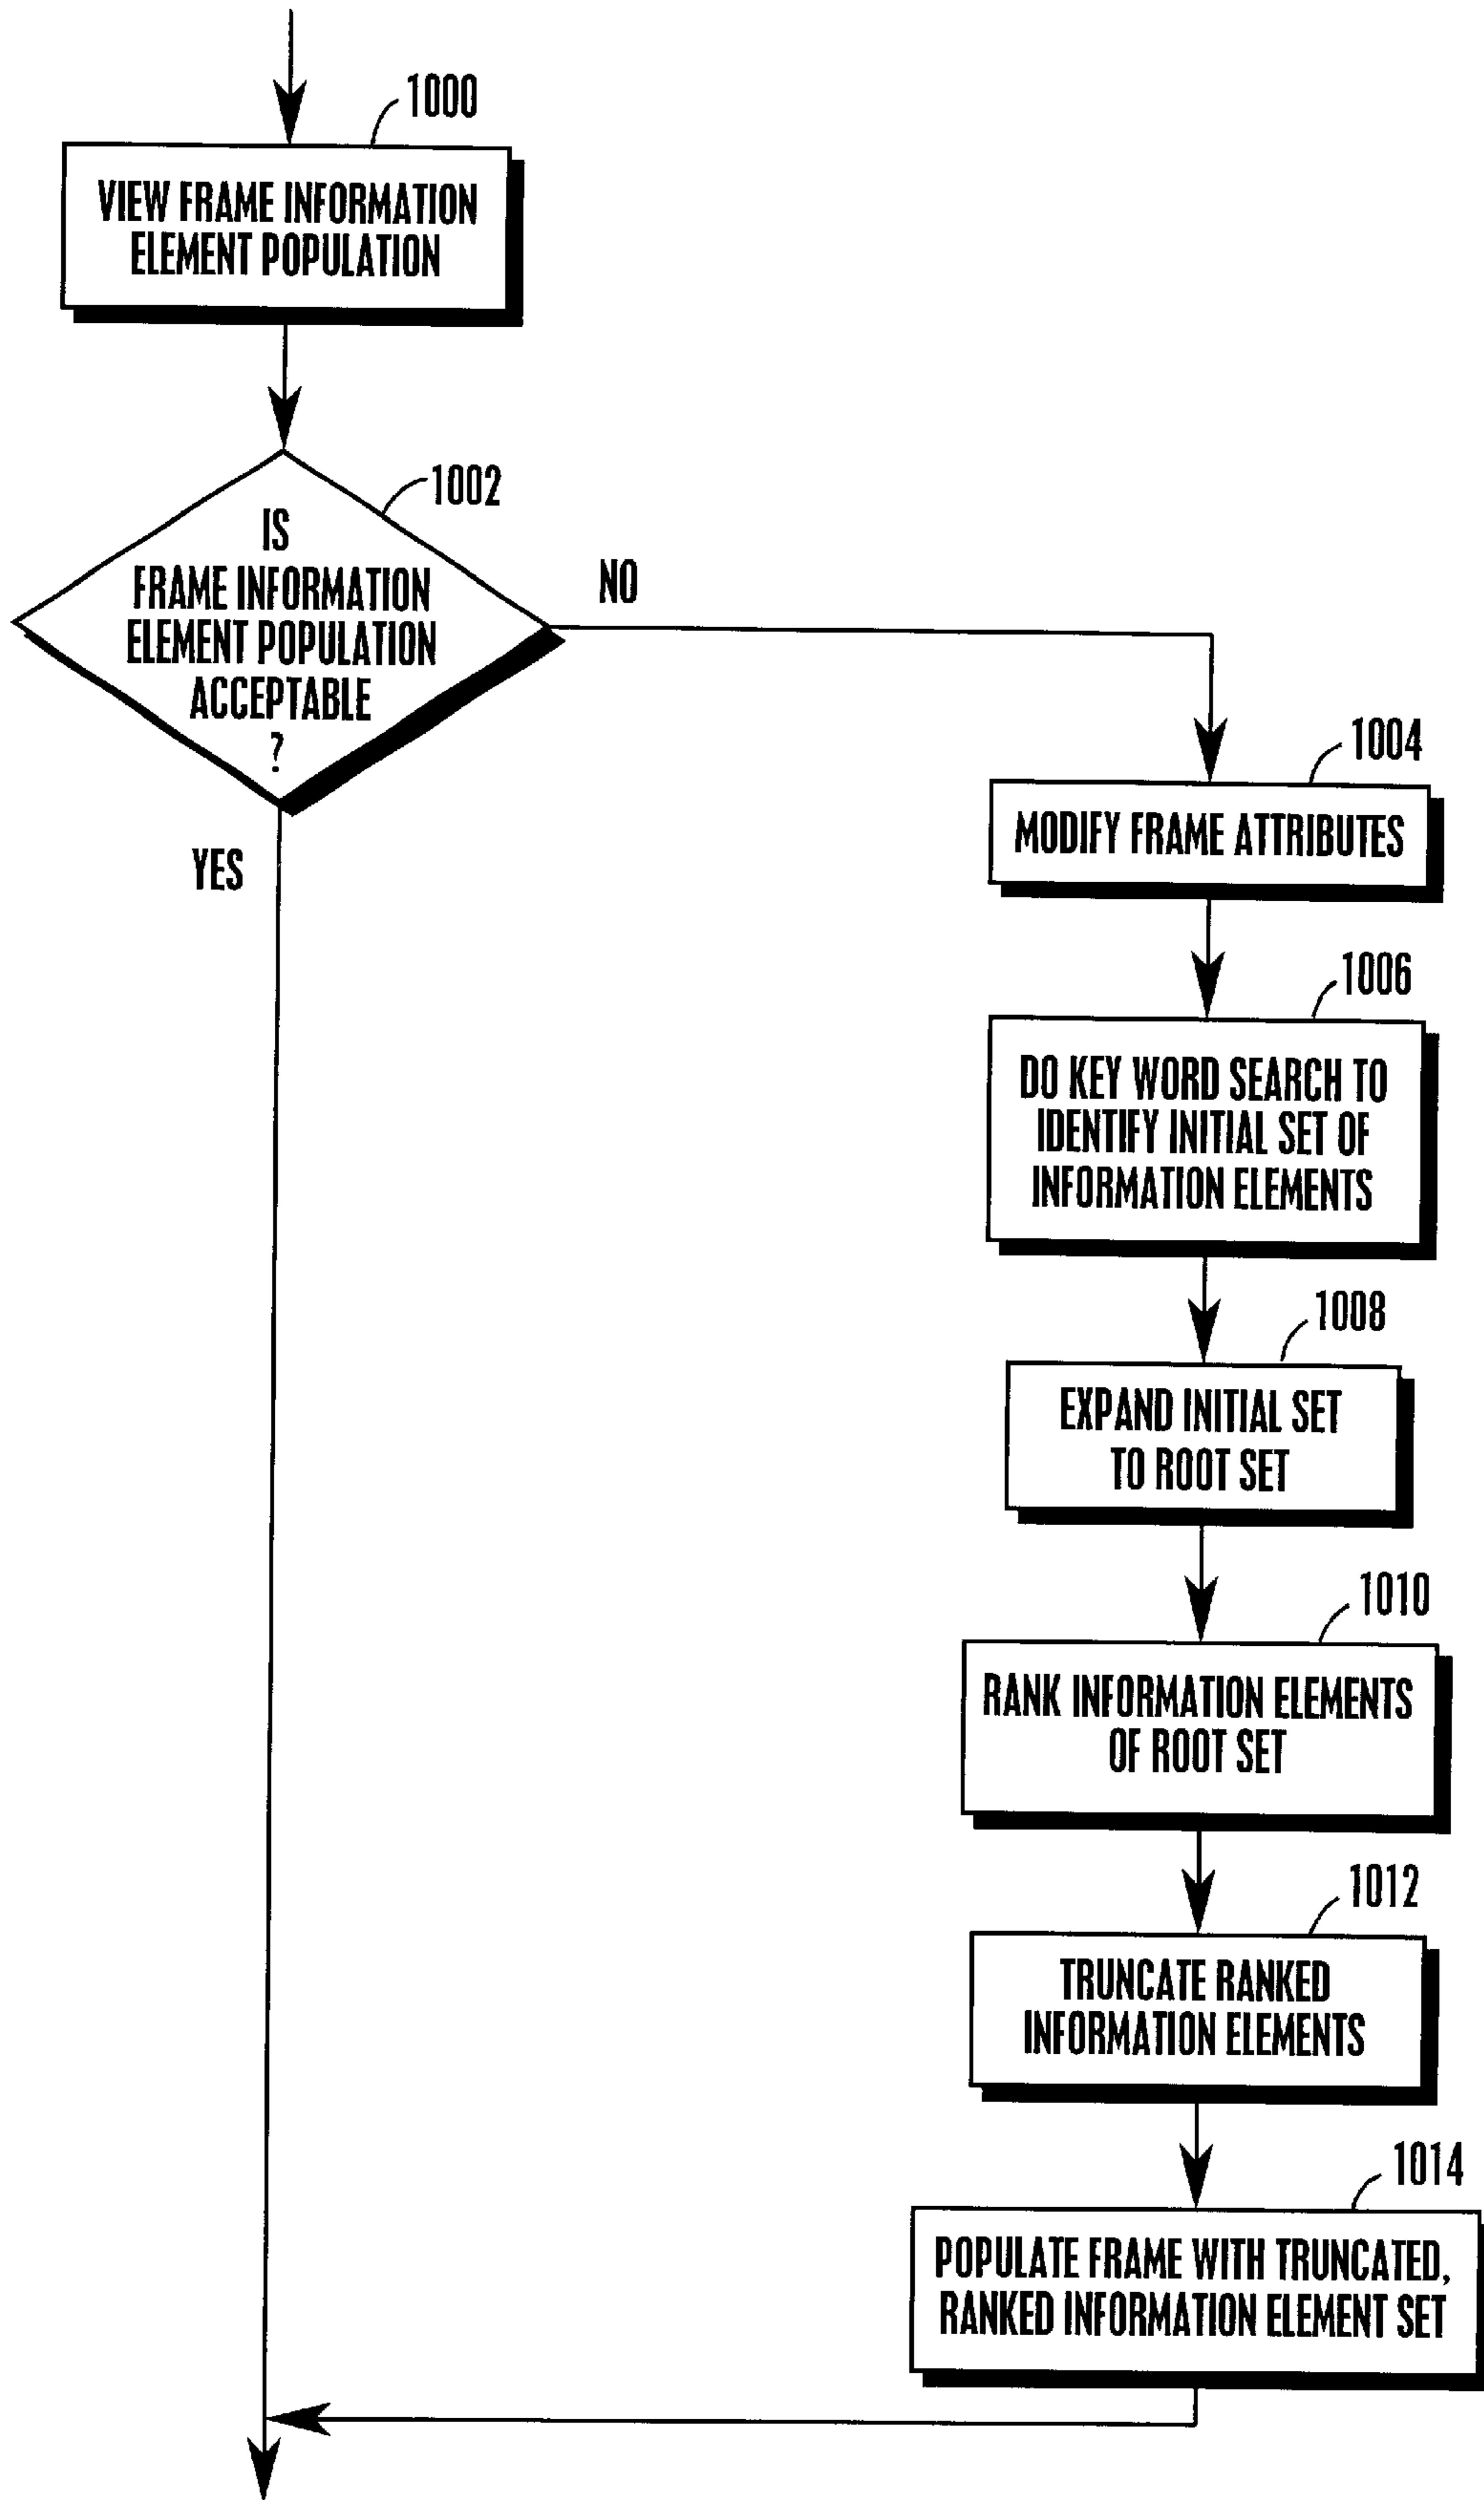 1000
VIEW FRAME INFORMATION
ELEMENT POPULATION
1002
IS
FRAME INFORMATION
ELEMENT POPULATION
ACCEPTABLE
?
NO
YES
1004
MODIFY FRAME ATTRIBUTES
1006
DO KEY WORD SEARCH TO
IDENTIFY INITIAL SET OF
INFORMATION ELEMENTS
1008
EXPAND INITIAL SET
TO ROOT SET
1010
RANK INFORMATION ELEMENTS
OF ROOT SET
1012
TRUNCATE RANKED
INFORMATION ELEMENTS
1014
POPULATE FRAME WITH TRUNCATED,
RANKED INFORMATION ELEMENT SET